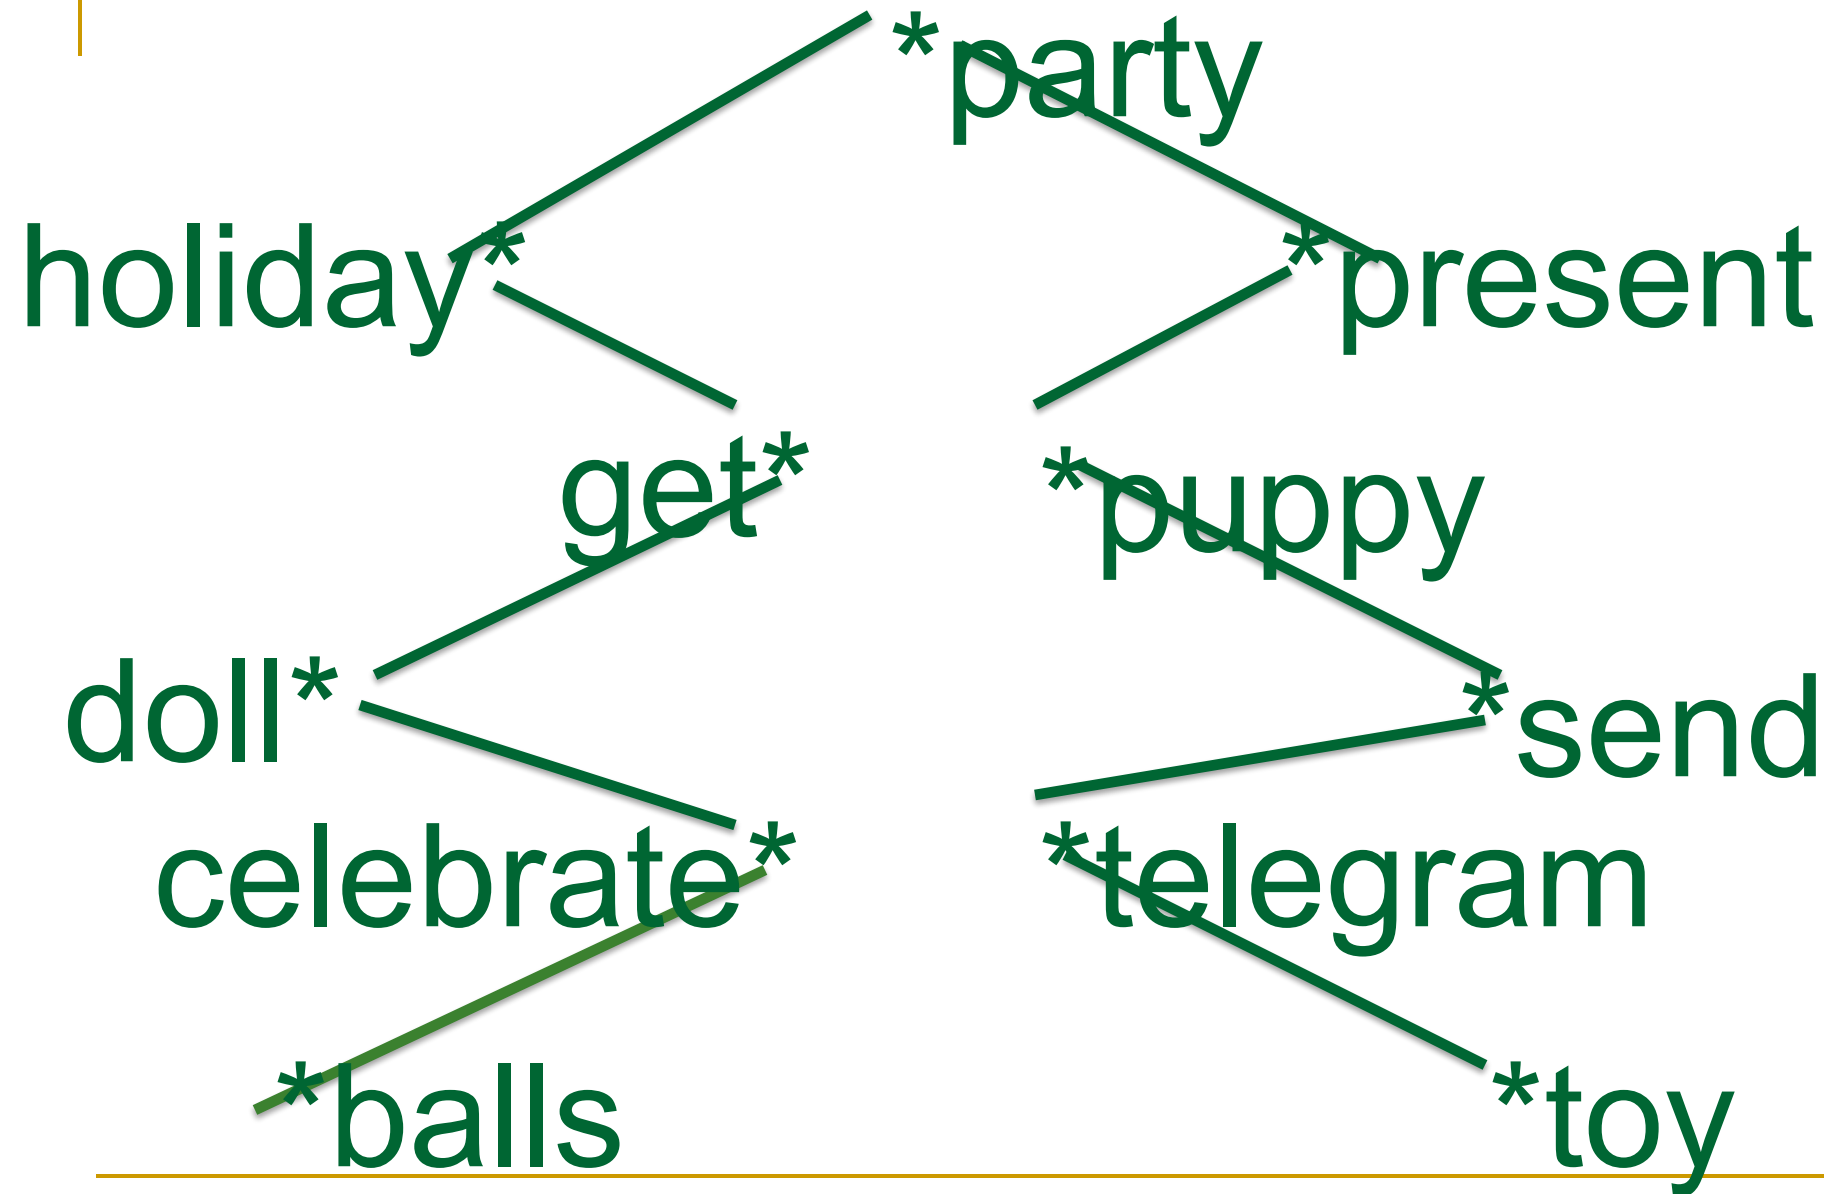 *party
holiday* *present
get* *puppy
doll* *send
celebrate* *telegram
*balls *toy